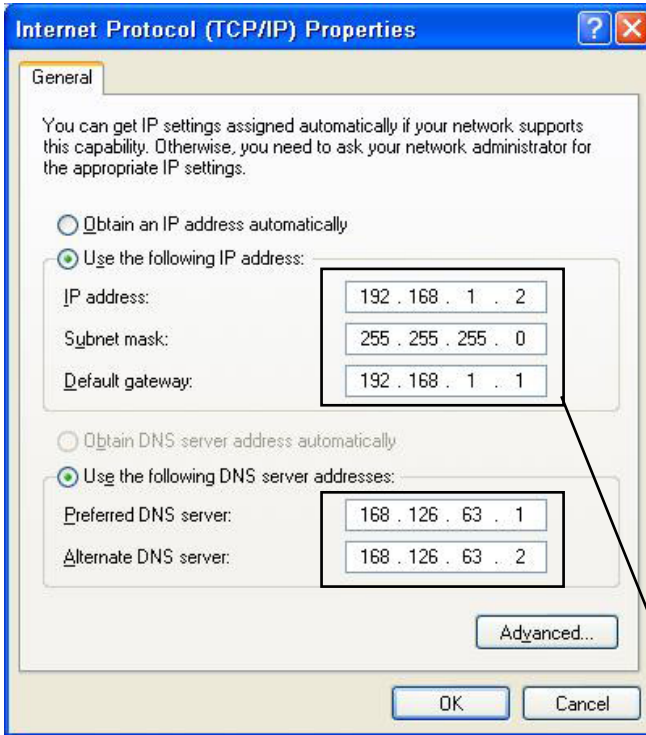 Internet Protocol (TCP/IP) Properties
General
You can get IP settings assigned automatically if your network supports
this capability. Otherwise, you need to ask your network administrator for
the appropriate IP settings.
Obtain an IP address automatically
Use the following IP address:
IP address: 192 . 168 . 1 . 2
Subnet mask: 255 . 255 . 255 . 0
Default gateway: 192 . 168 . 1 . 1
Obtain DNS server address automatically
Use the following DNS server addresses:
Preferred DNS server: 168 . 126 . 63 . 1
Alternate DNS server: 168 . 126 . 63 . 2
Advanced...
OK Cancel